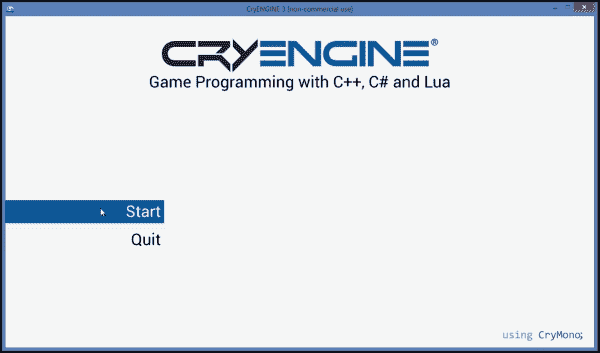 CryENGINE 3 (non-commercial use)
CRYENGINE®
Game Programming with C++, C# and Lua
Start
Quit
using CryMono;